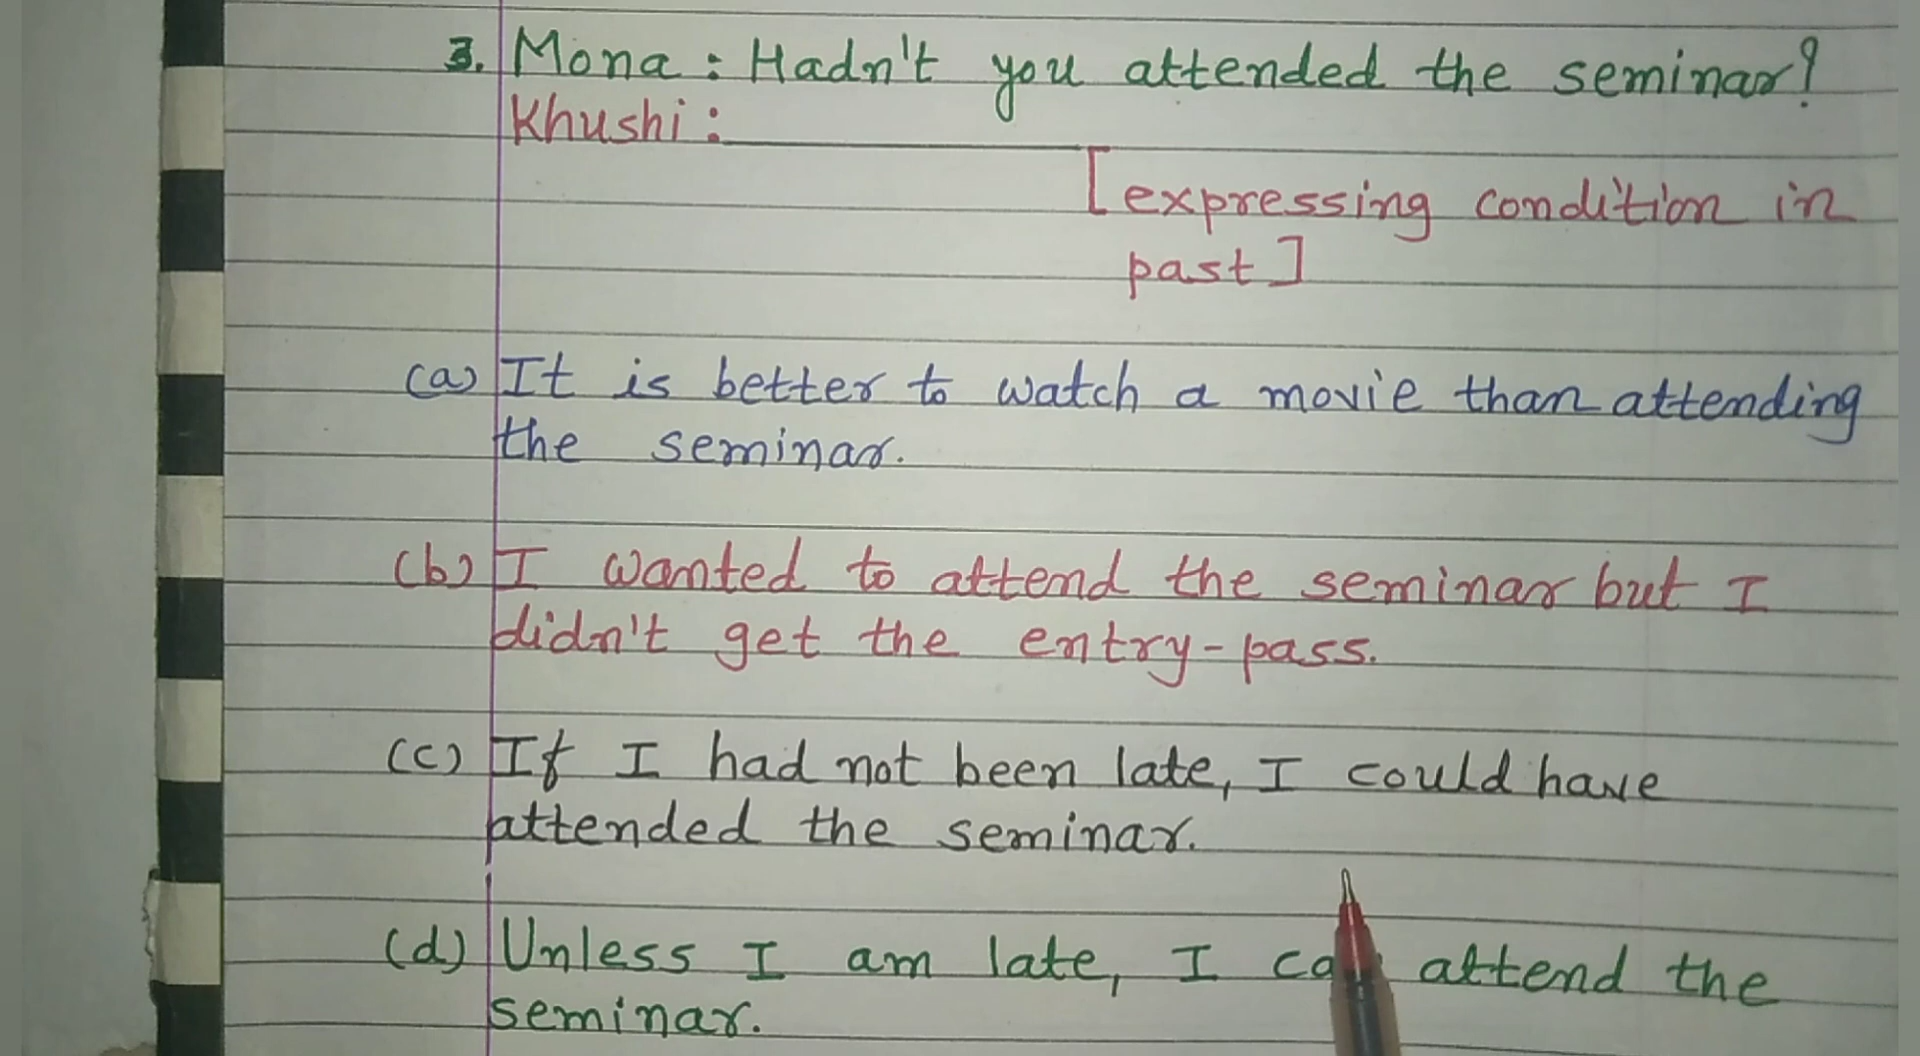 3. Mona : Hadn't you attended the seminar?
Khushi :
[expressing condition in
past]
(a) It is better to watch a movie than attending
the seminar.
(b) I wanted to attend the seminar but I
didn't get the entry-pass.
(c) If I had not been late, I could have
attended the seminar.
(d) Unless I am late, I attend the
seminar.